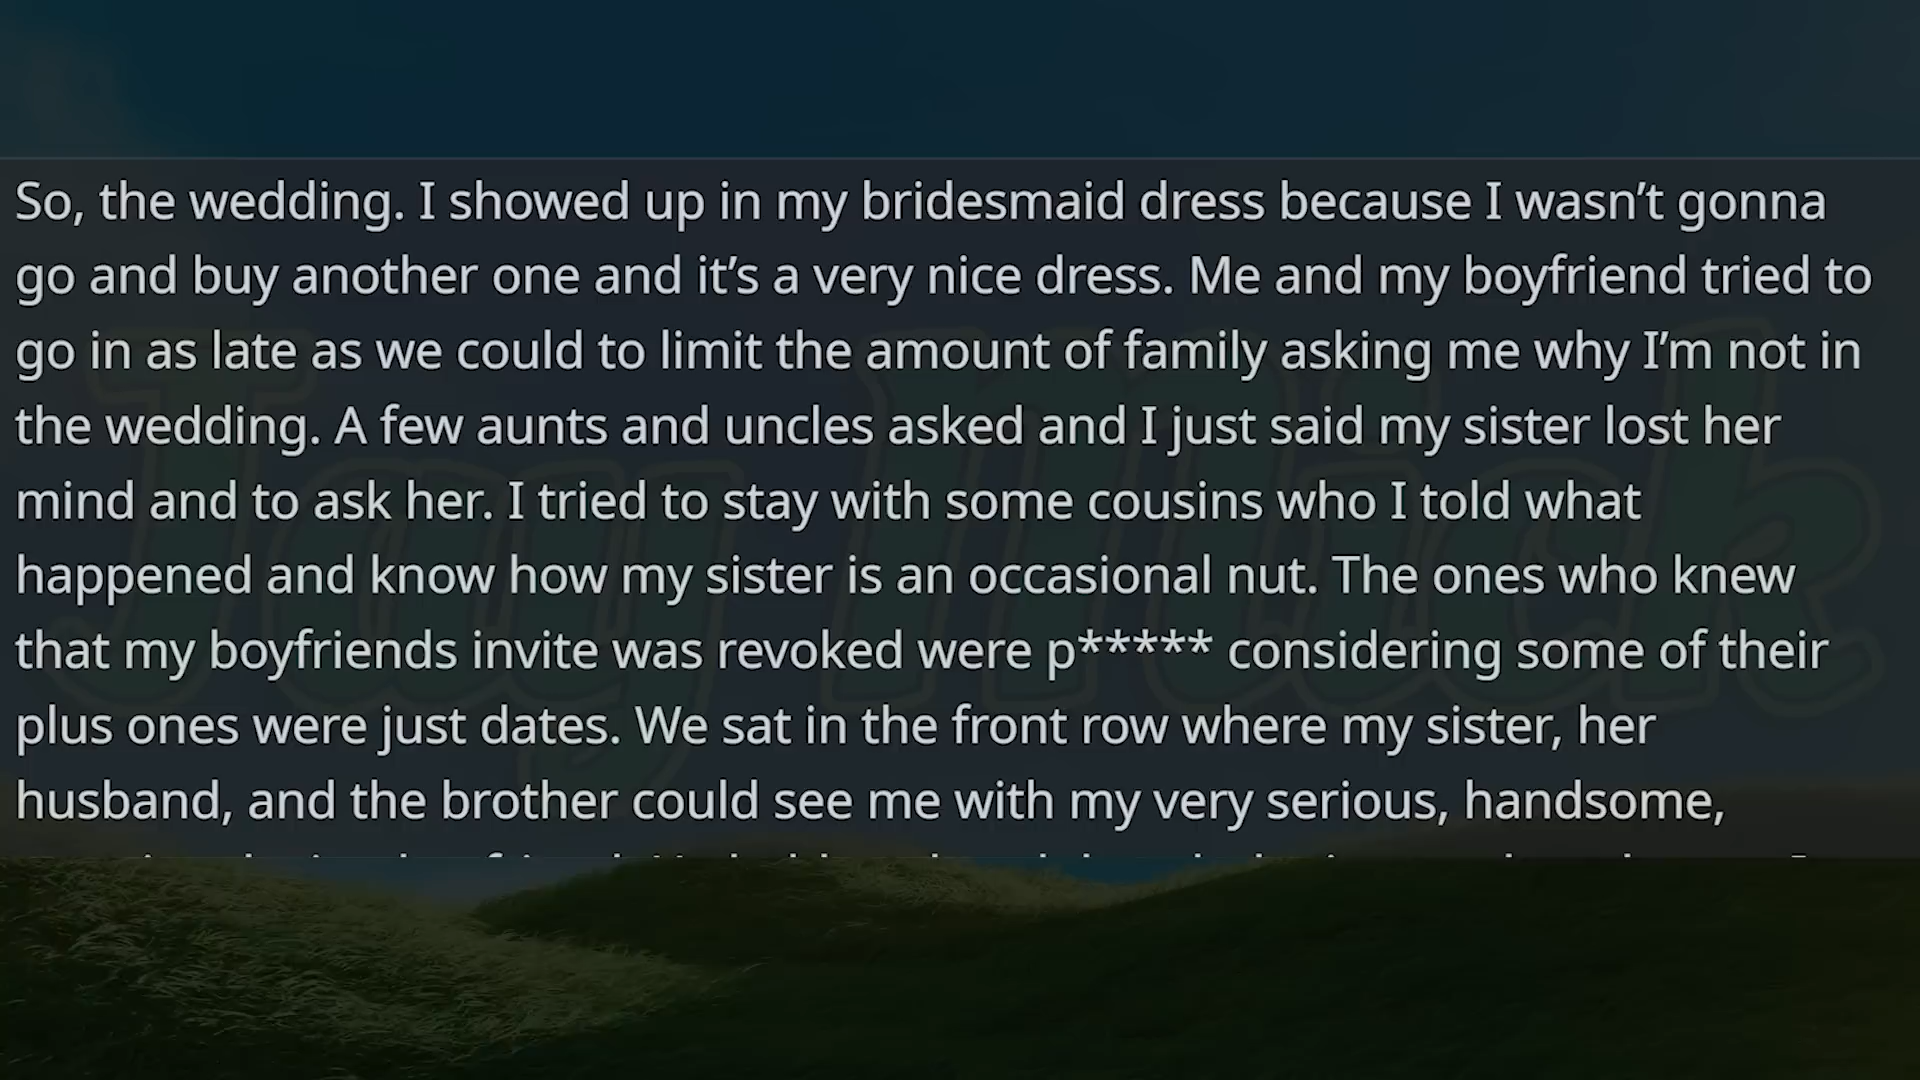 So, the wedding. I showed up in my bridesmaid dress because I wasn’t gonna
go and buy another one and it’s a very nice dress. Me and my boyfriend tried to
go in as late as we could to limit the amount of family asking me why I’m not in
the wedding. A few aunts and uncles asked and I just said my sister lost her
mind and to ask her. I tried to stay with some cousins who I told what
happened and know how my sister is an occasional nut. The ones who knew
that my boyfriends invite was revoked were p***** considering some of their
plus ones were just dates. We sat in the front row where my sister, her
husband, and the brother could see me with my very serious, handsome,
Jay Mick